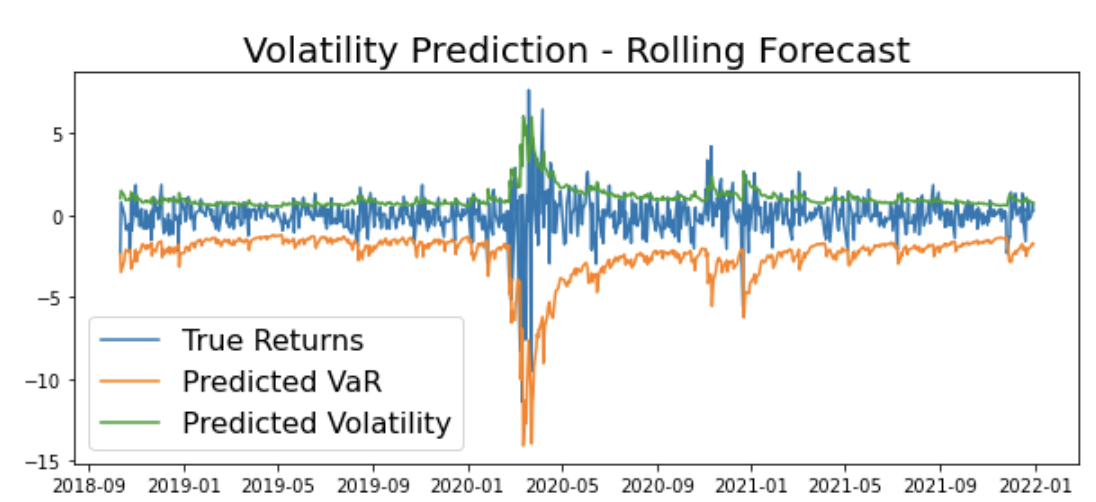 Volatility Prediction - Rolling Forecast
5
0
−5
−10
−15
True Returns
Predicted VaR
Predicted Volatility
2018-09 2019-01 2019-05 2019-09 2020-01 2020-05 2020-09 2021-01 2021-05 2021-09 2022-01